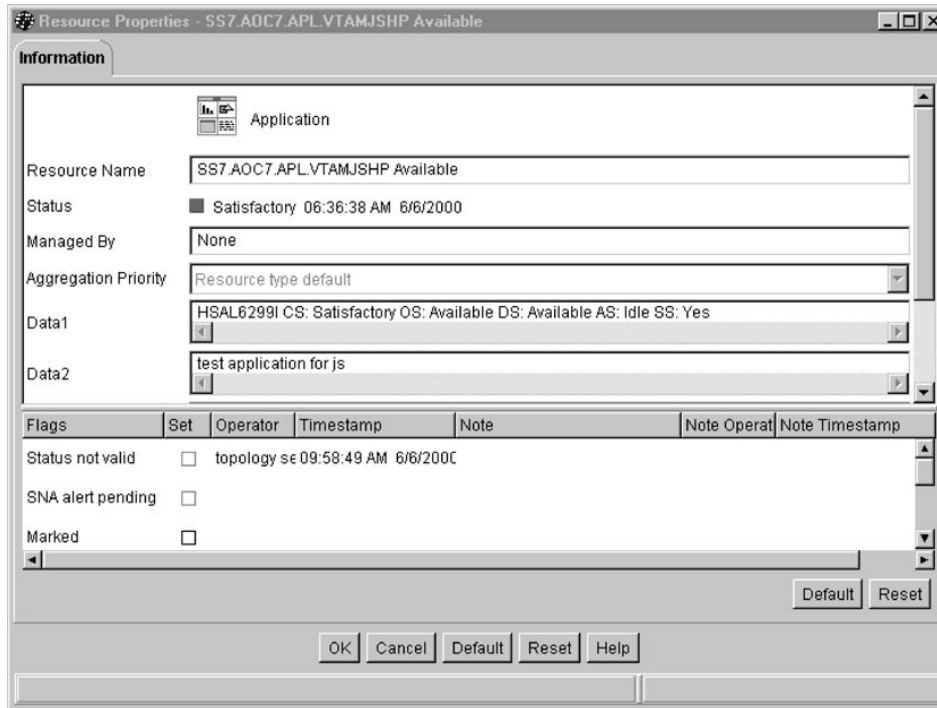 Resource Properties - SS7.AOC7.APL.VTAMJSHP Available
Information
Application
Resource Name SS7.AOC7.APL.VTAMJSHP Available
Status Satisfactory 06:36:38 AM 6/6/2000
Managed By None
Aggregation Priority Resource type default
Data1 HSAL6299I CS: Satisfactory OS: Available DS: Available AS: Idle SS: Yes
Data2 test application for js
Flags Set Operator Timestamp Note Note Operat Note Timestamp
Status not valid topology se 09:58:49 AM 6/6/200
SNA alert pending
Marked
Default Reset
OK Cancel Default Reset Help